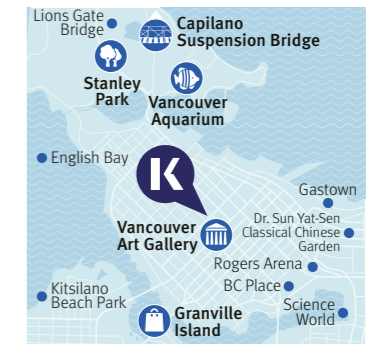 Lions Gate
Bridge
Capilano
Suspension Bridge
Stanley
Park
Vancouver
Aquarium
English Bay
K
Gastown
Vancouver
Art Gallery
Dr. Sun Yat-Sen
Classical Chinese
Garden
Rogers Arena
BC Place
Kitsilano
Beach Park
Granville
Island
Science
World